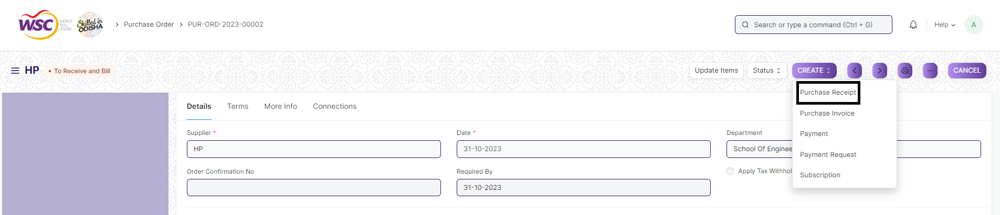 WSC WORLD SKILL CENTER
Skilled in ODISHA
Purchase Order
PUR-ORD-2023-00002
Search or type a command (Ctrl + G)
Help
A
HP
• To Receive and Bill
Update Items
Status
CREATE
...
CANCEL
Purchase Receipt
Purchase Invoice
Payment
Payment Request
Subscription
Details
Terms
More Info
Connections
Supplier *
HP
Date *
31-10-2023
Department
School Of Enginee
Order Confirmation No
Required By
31-10-2023
Apply Tax Withhol